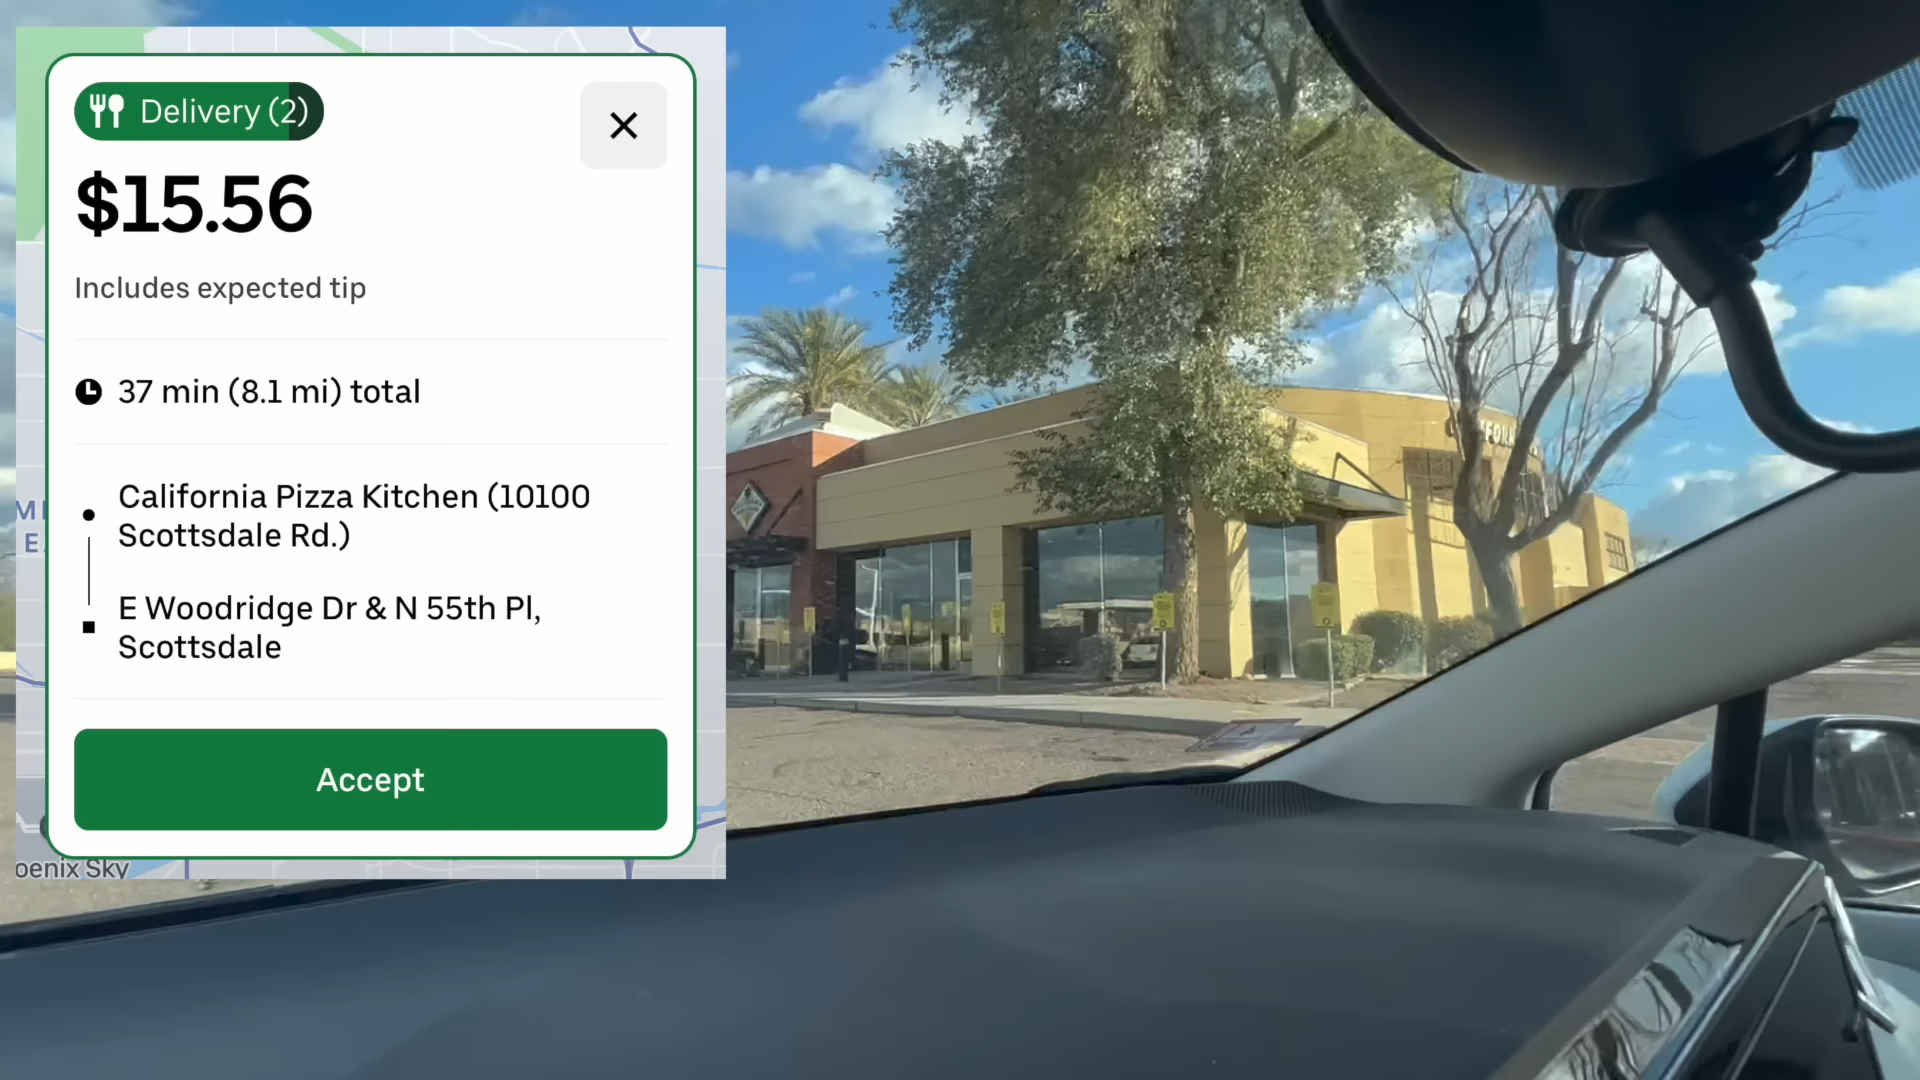 Delivery (2)
$15.56
Includes expected tip
37 min (8.1 mi) total
California Pizza Kitchen (10100
Scottsdale Rd.)
E Woodridge Dr & N 55th Pl,
Scottsdale
Accept
oenix Sky